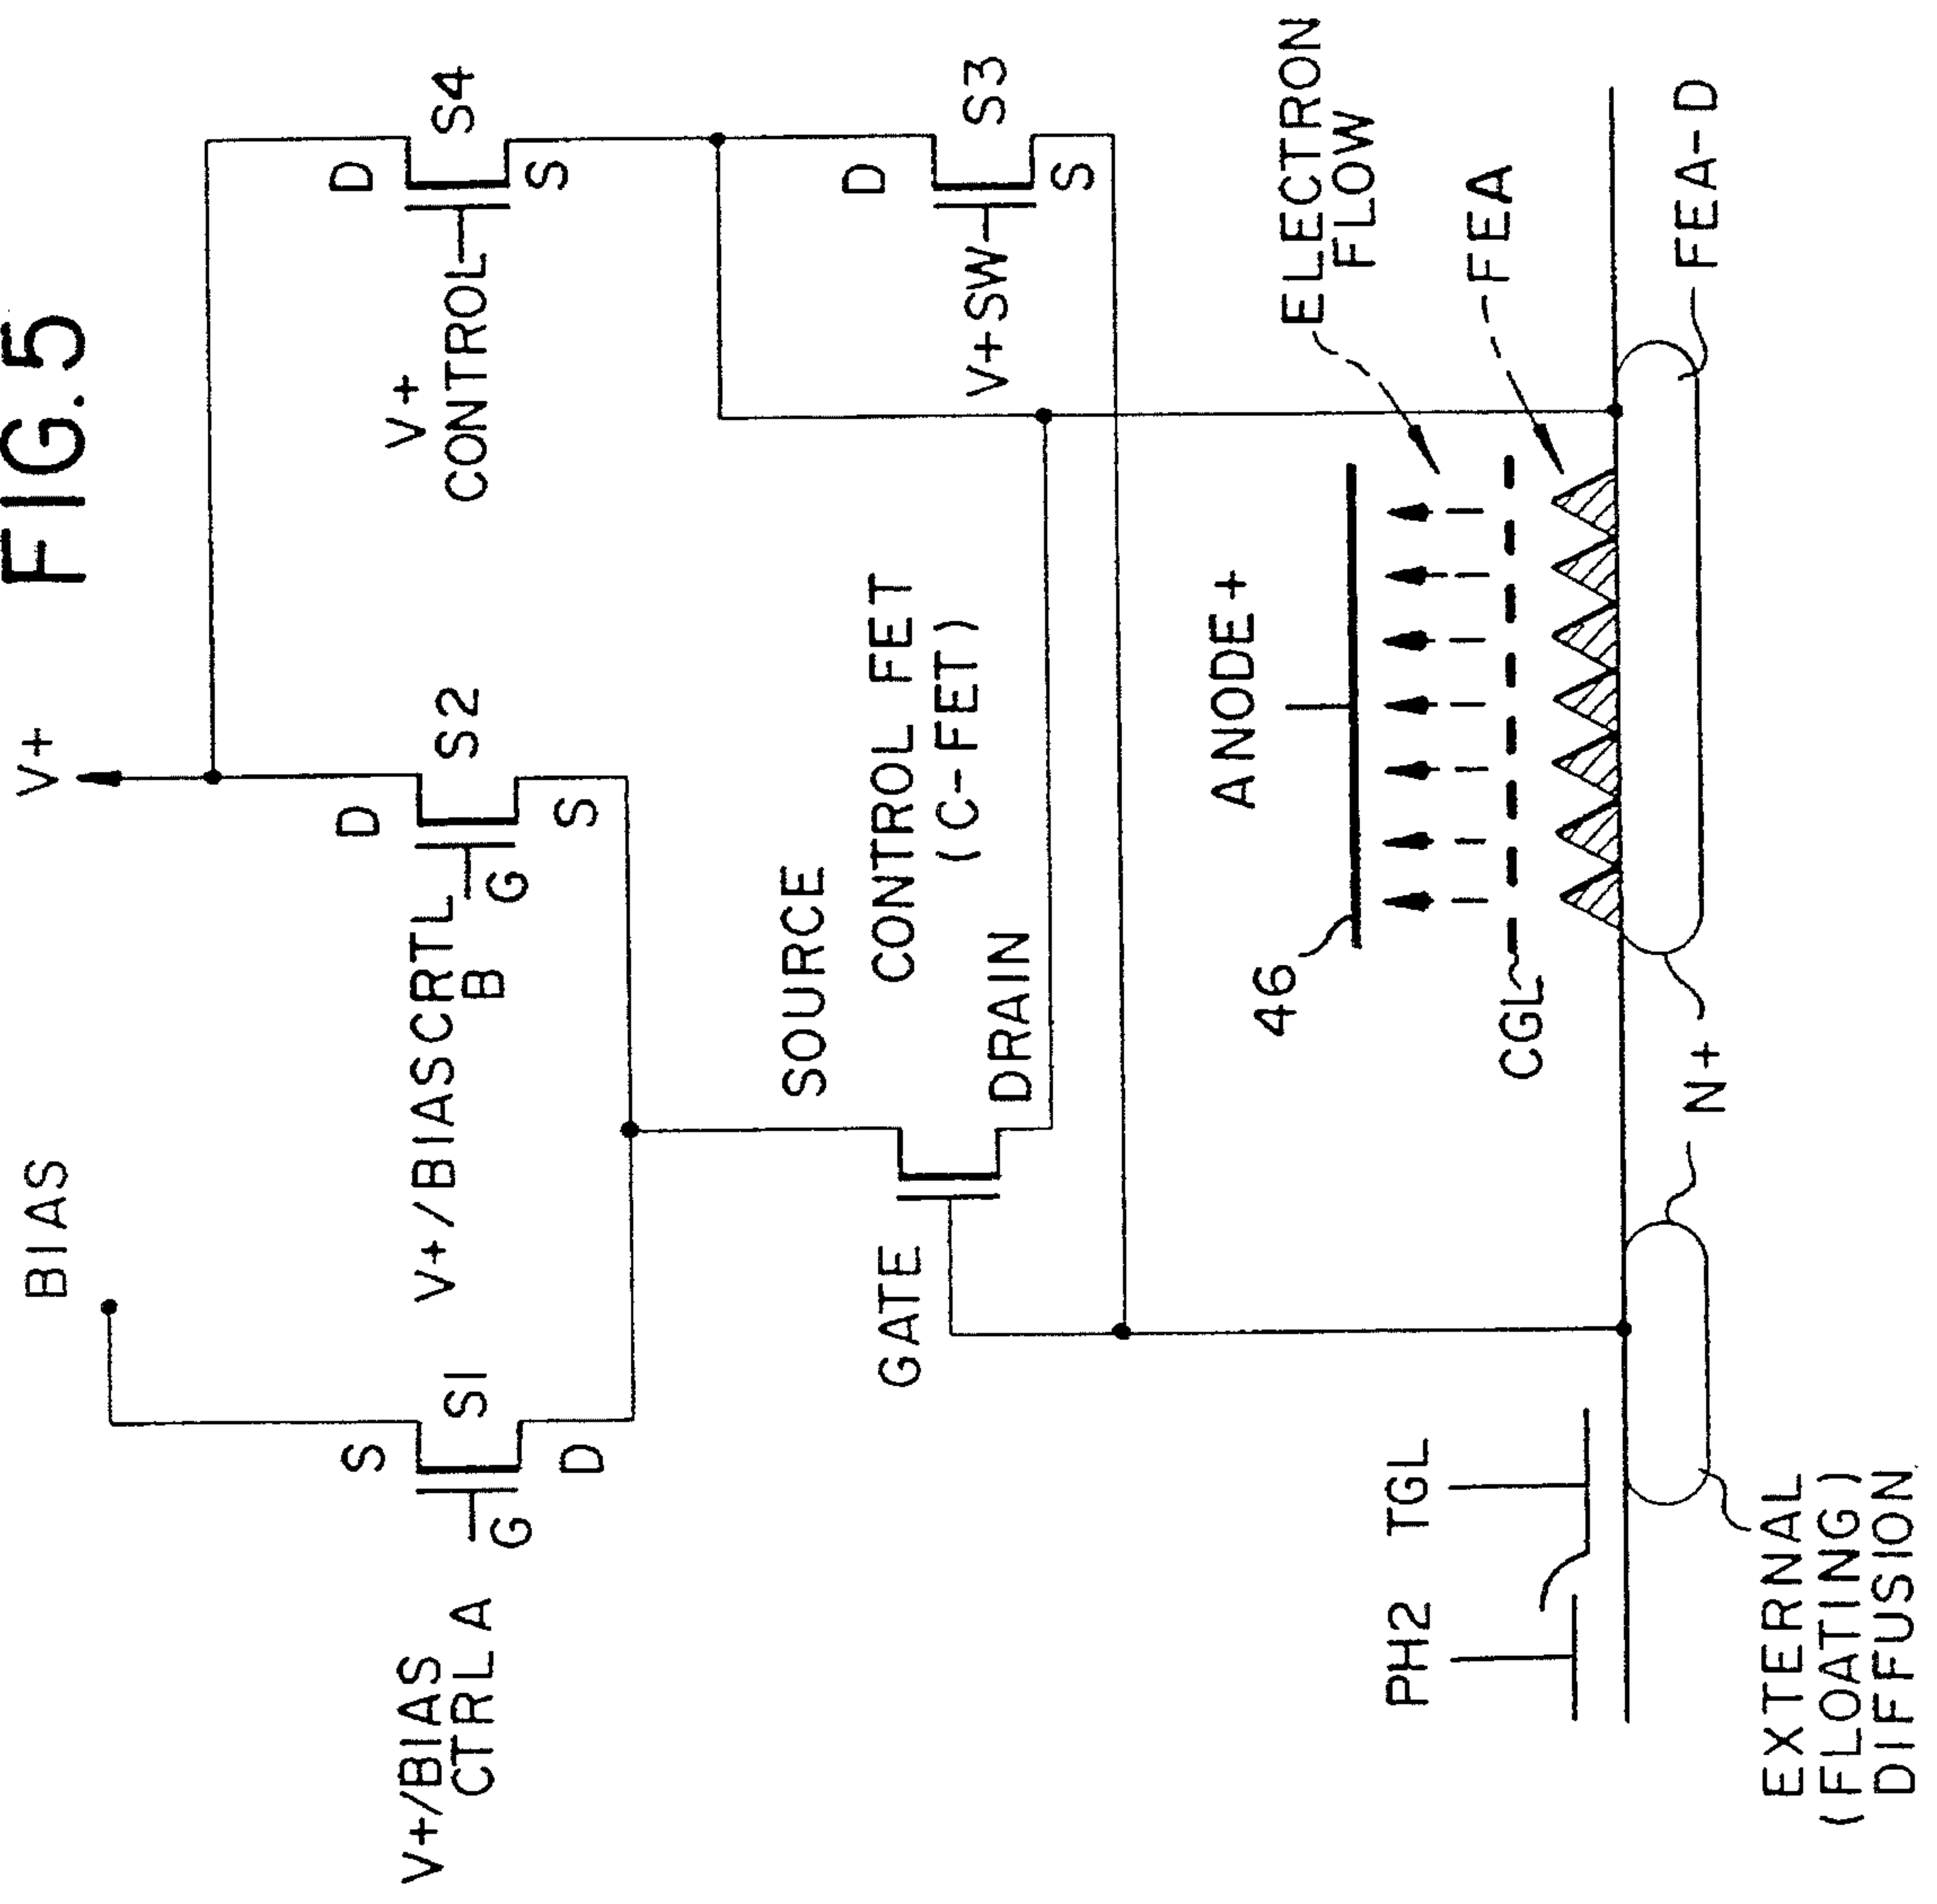 FIG.5
V+
BIAS
D
S4
S
V+
CONTROL
D
S2
S
G
V+/BIASCRTL
B
S
S1
D
G
V+/BIAS
CTRL A
D
S3
S
V+SW
SOURCE
CONTROL FET
(C-FET)
DRAIN
GATE
ELECTRON
FLOW
FEA
ANODE+
46
CGL
FEA-D
N+
TGL
PH2
EXTERNAL
(FLOATING)
DIFFUSION